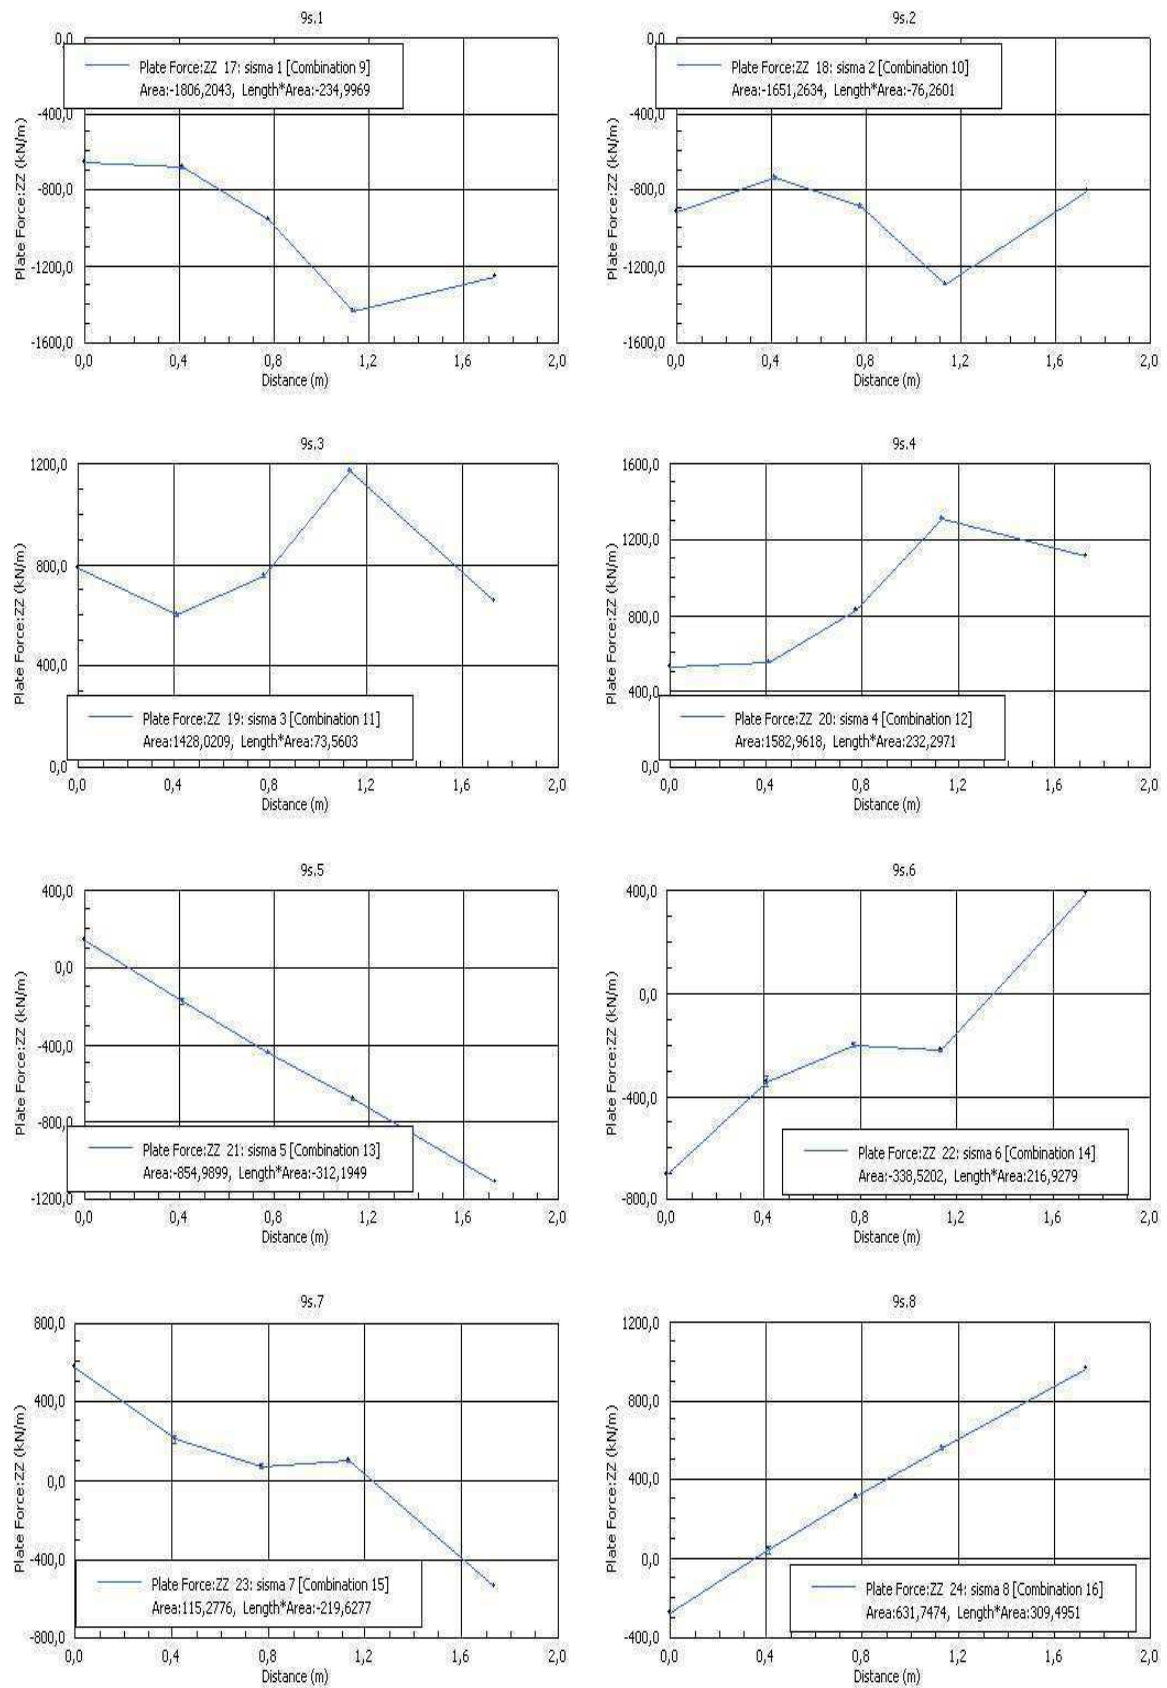 9s.1
0,0
Plate Force:ZZ 17: sisma 1 [Combination 9]
Area:-1806,2043, Length*Area:-234,9969
-400,0
-800,0
-1200,0
-1600,0
Plate Force:ZZ (kN/m)
0,0 0,4 0,8 1,2 1,6 2,0
Distance (m)
9s.2
0,0
Plate Force:ZZ 18: sisma 2 [Combination 10]
Area:-1651,2634, Length*Area:-76,2601
-400,0
-800,0
-1200,0
-1600,0
Plate Force:ZZ (kN/m)
0,0 0,4 0,8 1,2 1,6 2,0
Distance (m)
9s.3
1200,0
800,0
400,0
Plate Force:ZZ 19: sisma 3 [Combination 11]
Area:1428,0209, Length*Area:73,5603
0,0
Plate Force:ZZ (kN/m)
0,0 0,4 0,8 1,2 1,6 2,0
Distance (m)
9s.4
1600,0
1200,0
800,0
400,0
Plate Force:ZZ 20: sisma 4 [Combination 12]
Area:1582,9618, Length*Area:232,2971
0,0
Plate Force:ZZ (kN/m)
0,0 0,4 0,8 1,2 1,6 2,0
Distance (m)
9s.5
400,0
0,0
-400,0
-800,0
Plate Force:ZZ 21: sisma 5 [Combination 13]
Area:-854,9899, Length*Area:-312,1949
-1200,0
Plate Force:ZZ (kN/m)
0,0 0,4 0,8 1,2 1,6 2,0
Distance (m)
9s.6
400,0
0,0
-400,0
Plate Force:ZZ 22: sisma 6 [Combination 14]
Area:-338,5202, Length*Area:216,9279
-800,0
Plate Force:ZZ (kN/m)
0,0 0,4 0,8 1,2 1,6 2,0
Distance (m)
9s.7
800,0
400,0
0,0
-400,0
Plate Force:ZZ 23: sisma 7 [Combination 15]
Area:115,2776, Length*Area:-219,6277
-800,0
Plate Force:ZZ (kN/m)
0,0 0,4 0,8 1,2 1,6 2,0
Distance (m)
9s.8
1200,0
800,0
400,0
0,0
Plate Force:ZZ 24: sisma 8 [Combination 16]
Area:631,7474, Length*Area:309,4951
-400,0
Plate Force:ZZ (kN/m)
0,0 0,4 0,8 1,2 1,6 2,0
Distance (m)